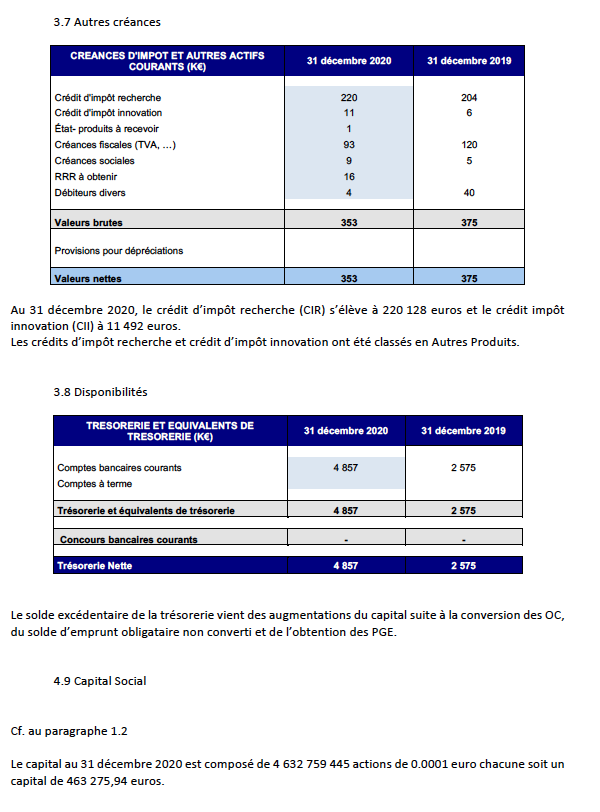 3.7 Autres créances
CREANCES D'IMPOT ET AUTRES ACTIFS COURANTS (K€) 31 décembre 2020 31 décembre 2019
Crédit d'impôt recherche 220 204
Crédit d'impôt innovation 11 6
État- produits à recevoir 1
Créances fiscales (TVA, ...) 93 120
Créances sociales 9 5
RRR à obtenir 16
Débiteurs divers 4 40
Valeurs brutes 353 375
Provisions pour dépréciations
Valeurs nettes 353 375
Au 31 décembre 2020, le crédit d'impôt recherche (CIR) s'élève à 220 128 euros et le crédit impôt
innovation (CII) à 11 492 euros.
Les crédits d'impôt recherche et crédit d'impôt innovation ont été classés en Autres Produits.
3.8 Disponibilités
TRESORERIE ET EQUIVALENTS DE TRESORERIE (K€) 31 décembre 2020 31 décembre 2019
Comptes bancaires courants 4 857 2 575
Comptes à terme
Trésorerie et équivalents de trésorerie 4 857 2 575
Concours bancaires courants - -
Trésorerie Nette 4 857 2 575
Le solde excédentaire de la trésorerie vient des augmentations du capital suite à la conversion des OC,
du solde d'emprunt obligataire non converti et de l'obtention des PGE.
4.9 Capital Social
Cf. au paragraphe 1.2
Le capital au 31 décembre 2020 est composé de 4 632 759 445 actions de 0.0001 euro chacune soit un
capital de 463 275,94 euros.